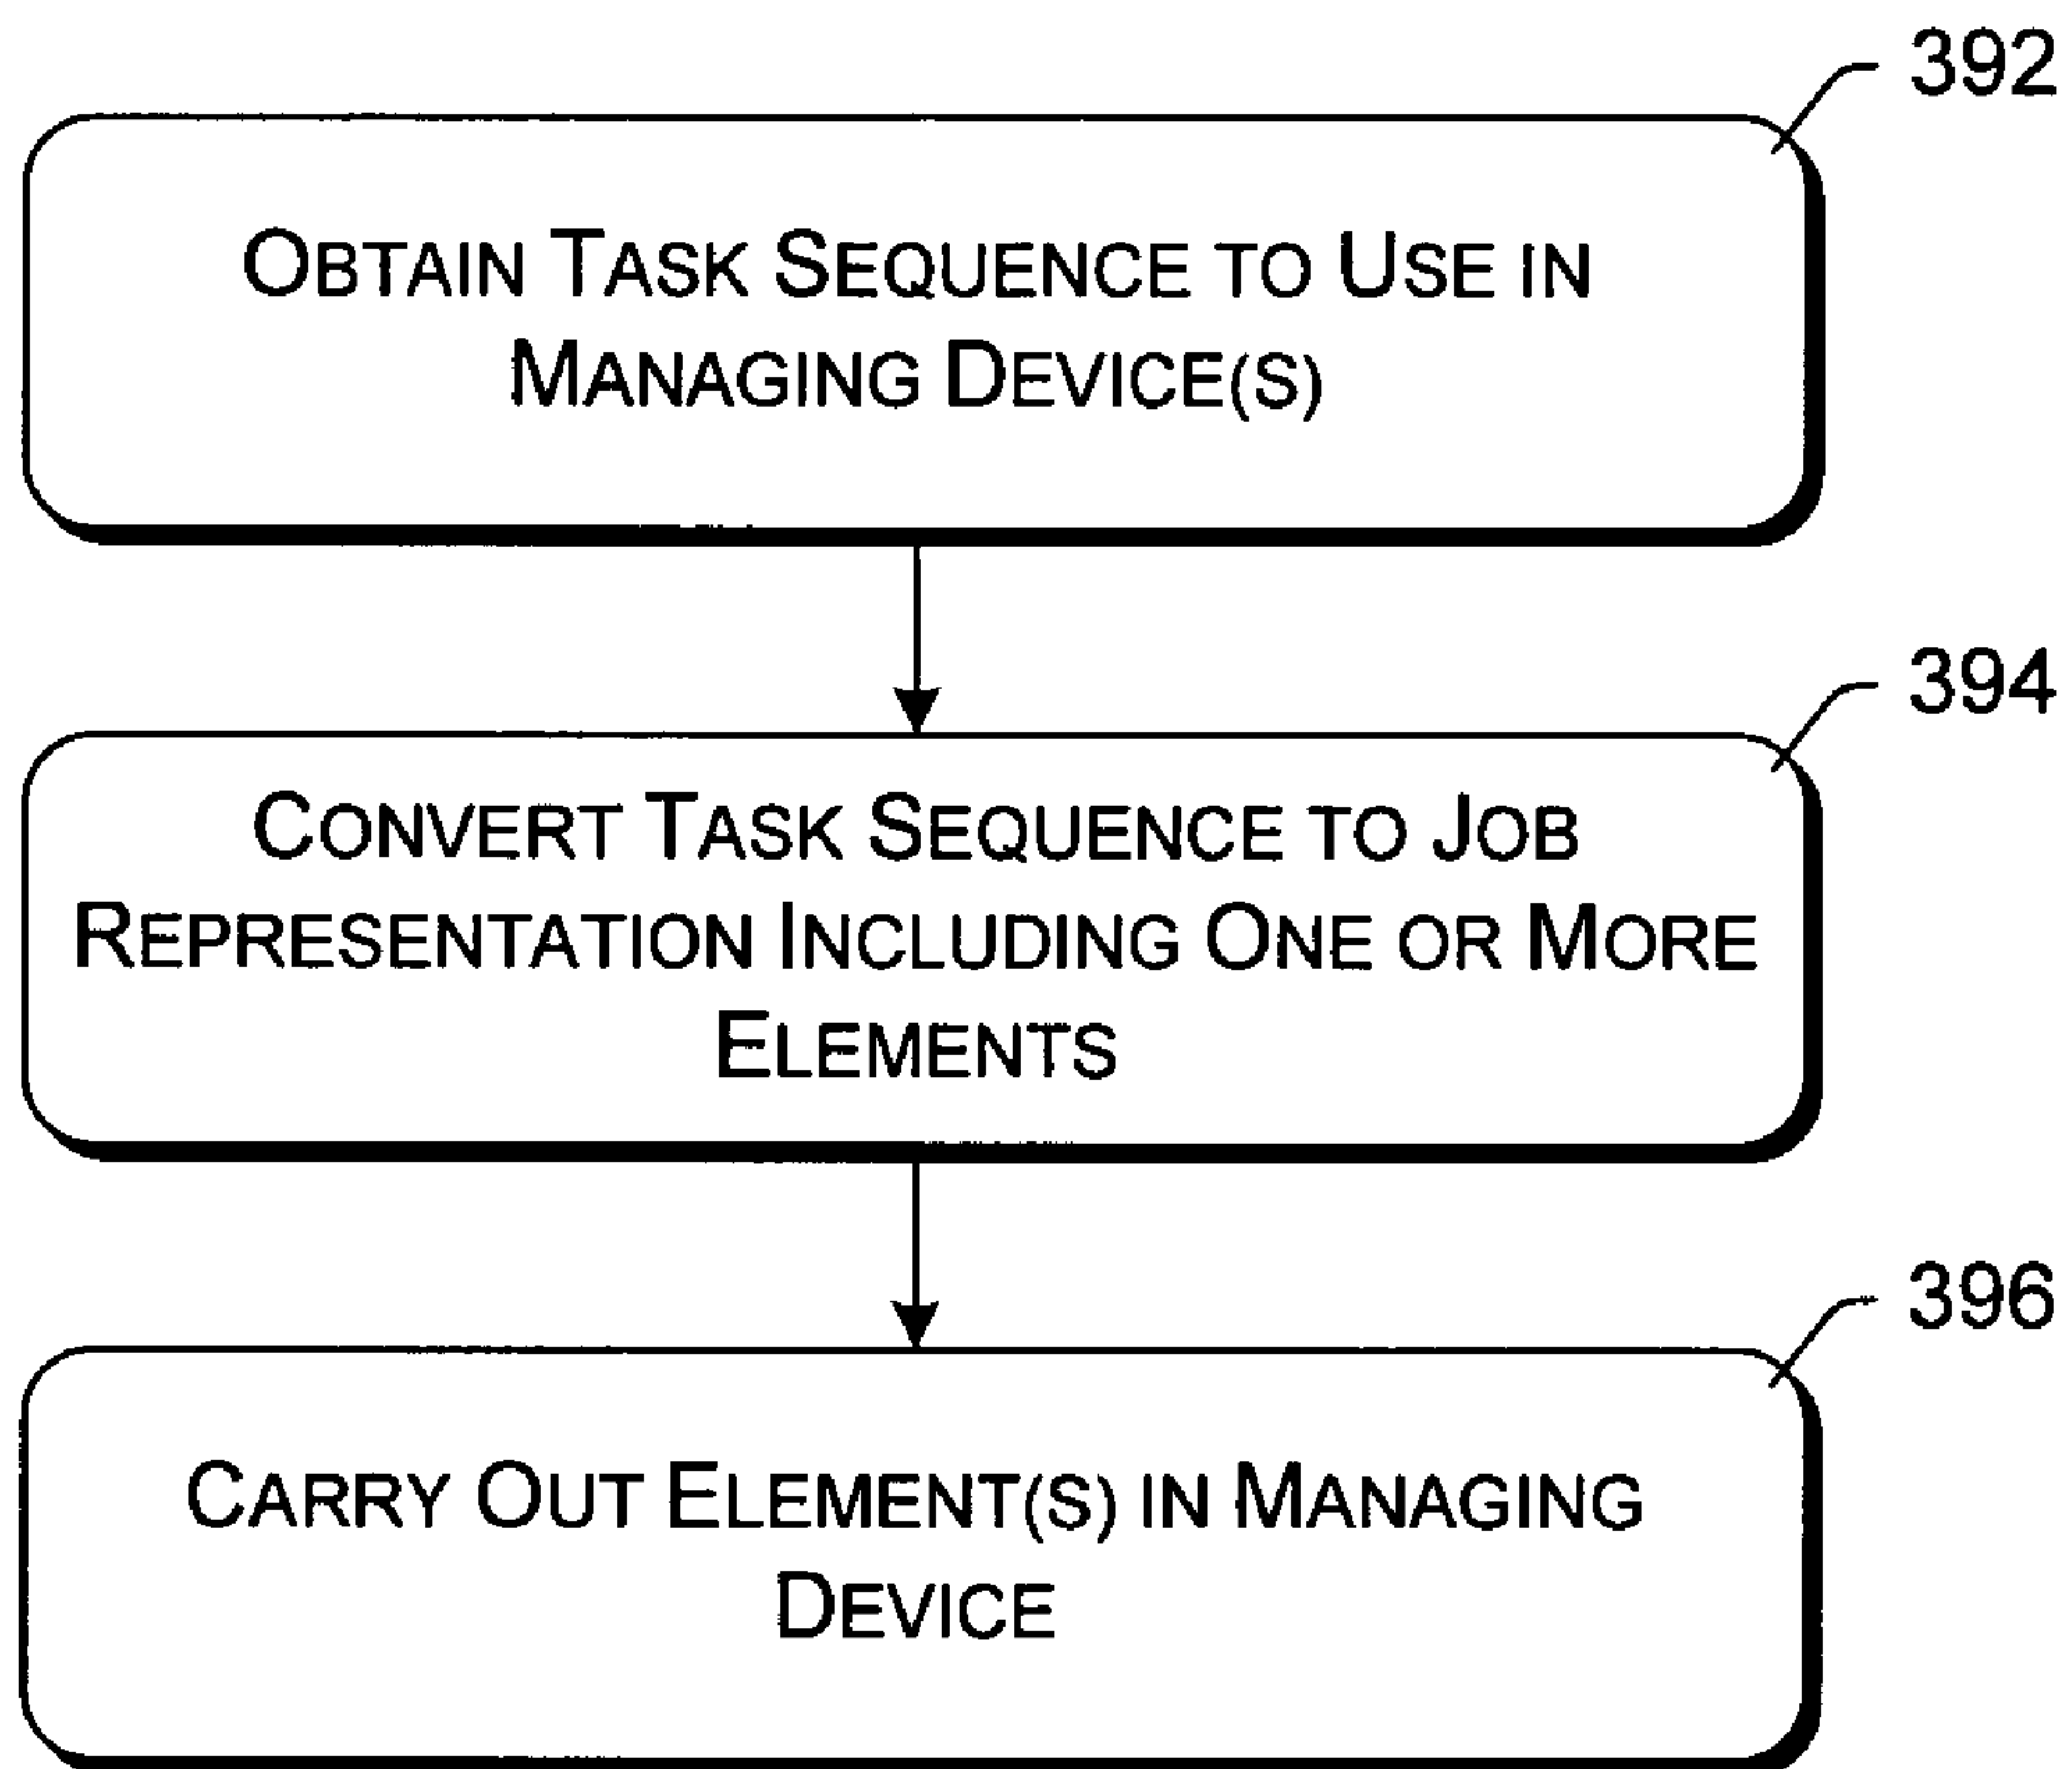 392
OBTAIN TASK SEQUENCE TO USE IN
MANAGING DEVICE(S)
394
CONVERT TASK SEQUENCE TO JOB
REPRESENTATION INCLUDING ONE OR MORE
ELEMENTS
396
CARRY OUT ELEMENT(S) IN MANAGING
DEVICE